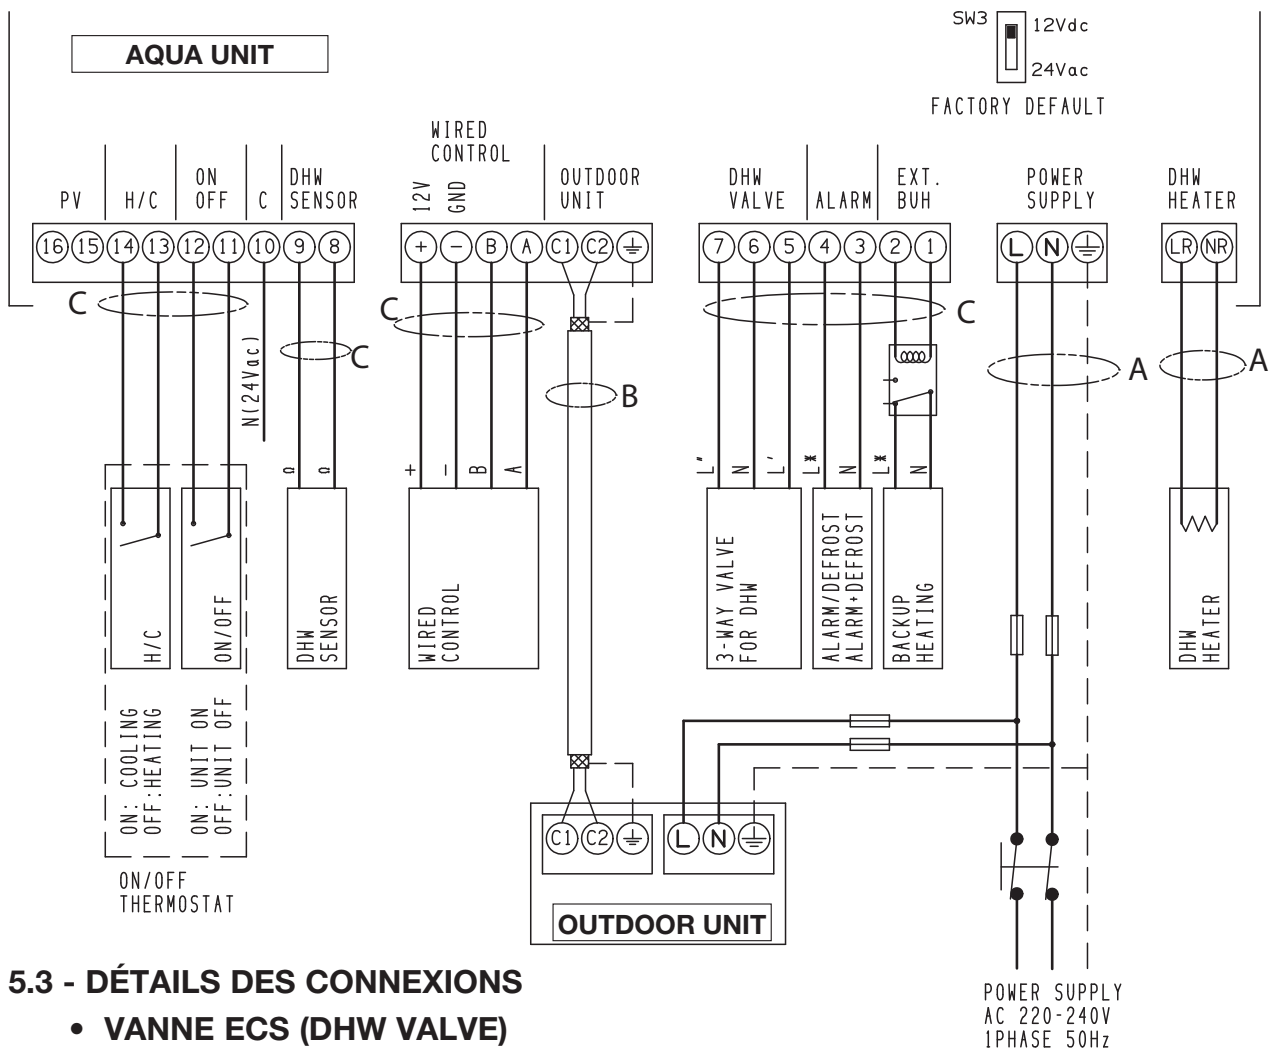 SW3
12Vdc
24Vac
FACTORY DEFAULT
AQUA UNIT
WIRED
CONTROL
PV
H/C
ON
OFF
C
DHW
SENSOR
12V
GND
OUTDOOR
UNIT
DHW
VALVE
ALARM
EXT.
BUH
POWER
SUPPLY
DHW
HEATER
16 15 14 13 12 11 10 9 8
+ − B A C1 C2
7 6 5 4 3 2 1
L N
LR NR
C
C
C
C
A
A
B
N(24Vac)
Ω Ω
+ − B A
L" N L' L* N L* N
H/C
ON/OFF
DHW
SENSOR
WIRED
CONTROL
3-WAY VALVE
FOR DHW
ALARM/DEFROST
ALARM+DEFROST
BACKUP
HEATING
DHW
HEATER
ON: COOLING
OFF:HEATING
ON: UNIT ON
OFF:UNIT OFF
ON/OFF
THERMOSTAT
C1 C2
L N
OUTDOOR UNIT
POWER SUPPLY
AC 220-240V
1PHASE 50Hz
5.3 - DÉTAILS DES CONNEXIONS
• VANNE ECS (DHW VALVE)